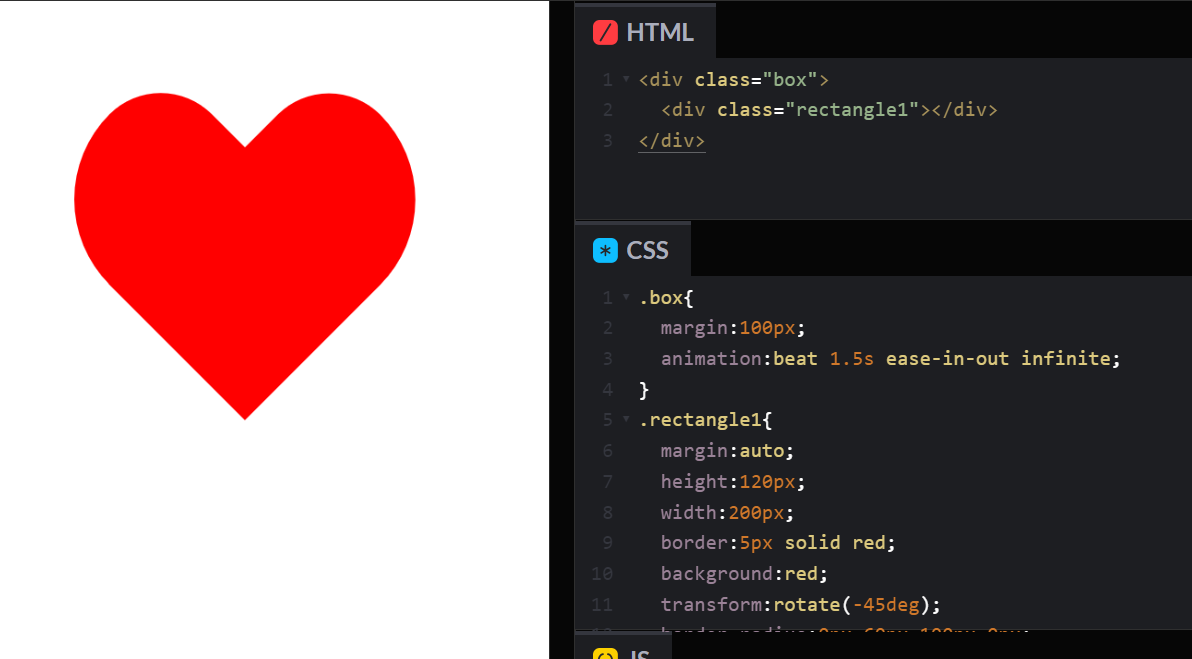 HTML
1 <div class="box">
2 <div class="rectangle1"></div>
3 </div>
CSS
1 .box{
2 margin:100px;
3 animation:beat 1.5s ease-in-out infinite;
4 }
5 .rectangle1{
6 margin:auto;
7 height:120px;
8 width:200px;
9 border:5px solid red;
10 background:red;
11 transform:rotate(-45deg);
JS